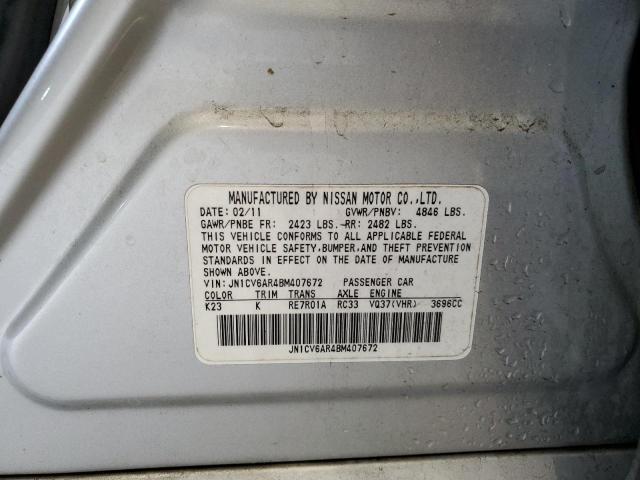 MANUFACTURED BY NISSAN MOTOR CO.,LTD.
DATE: 02/11 GVWR/PNBV: 4846 LBS.
GAWR/PNBE FR: 2423 LBS.-RR: 2482 LBS.
THIS VEHICLE CONFORMS TO ALL APPLICABLE FEDERAL
MOTOR VEHICLE SAFETY,BUMPER,AND THEFT PREVENTION
STANDARDS IN EFFECT ON THE DATE OF MANUFACTURE
SHOWN ABOVE.
VIN: JN1CV6AR4BM407672 PASSENGER CAR
COLOR TRIM TRANS AXLE ENGINE
K23 K RE7R01A RC33 VQ37(VHR) 3696CC
JN1CV6AR4BM407672